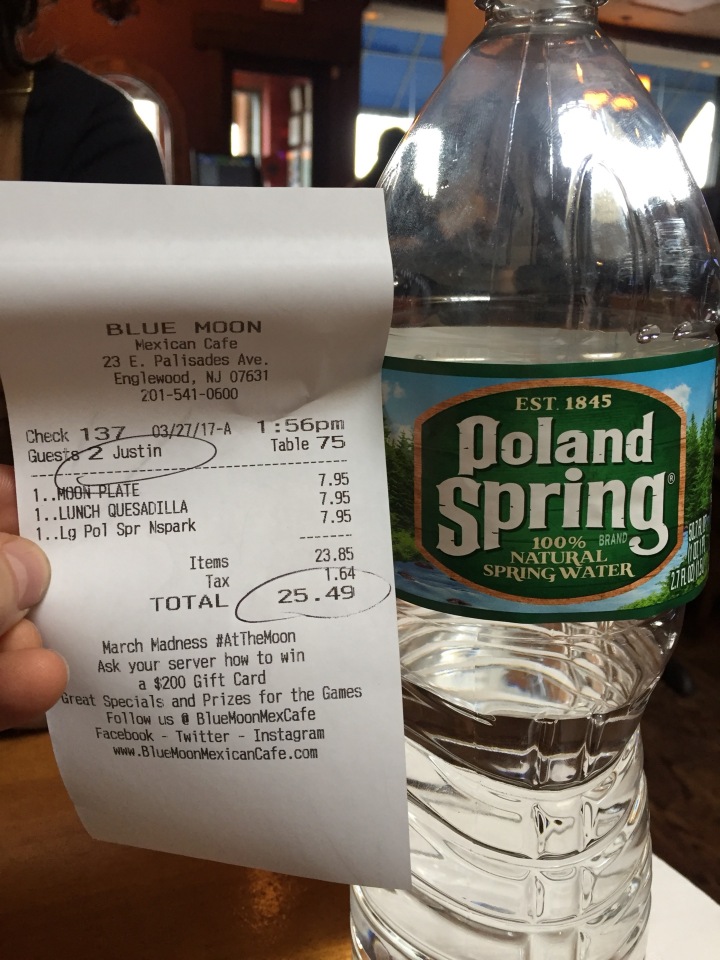 BLUE MOON
Mexican Cafe
23 E. Palisades Ave.
Englewood, NJ 07631
201-541-0600
Check 137 03/27/17-A 1:56pm
Guests 2 Justin Table 75
1..MOON PLATE 7.95
1..LUNCH QUESADILLA 7.95
1..Lg Pol Spr Nspark 7.95
Items 23.85
Tax 1.64
TOTAL 25.49
March Madness #AtTheMoon
Ask your server how to win
a $200 Gift Card
Great Specials and Prizes for the Games
Follow us @ BlueMoonMexCafe
Facebook - Twitter - Instagram
www.BlueMoonMexicanCafe.com
EST. 1845
Poland
Spring®
100% BRAND
NATURAL
SPRING WATER